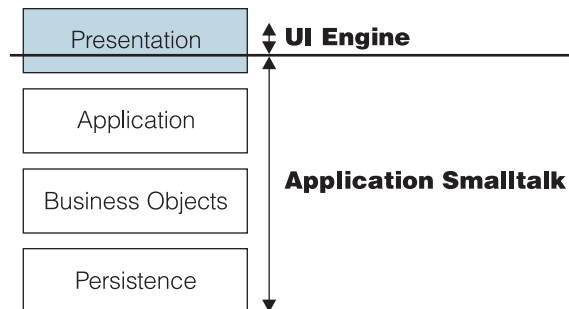 Presentation
UI Engine
Application
Application Smalltalk
Business Objects
Persistence